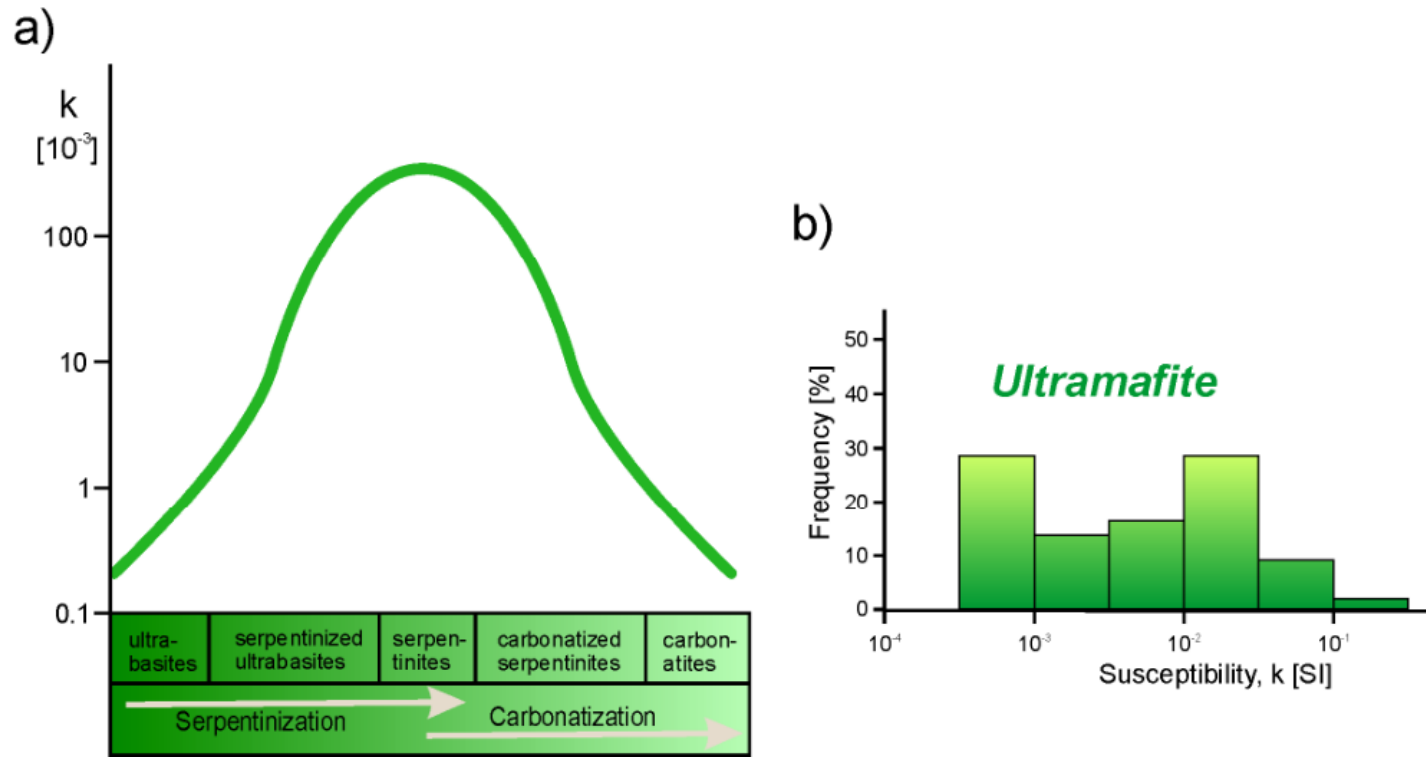 a)
k
[10⁻³]
100
10
1
0.1
ultra-
basites
serpentinized
ultrabasites
serpen-
tinites
carbonatized
serpentinites
carbon-
atites
Serpentinization
Carbonatization
b)
Ultramafite
Frequency [%]
50
40
30
20
10
0
10⁻⁴
10⁻³
10⁻²
10⁻¹
Susceptibility, k [SI]